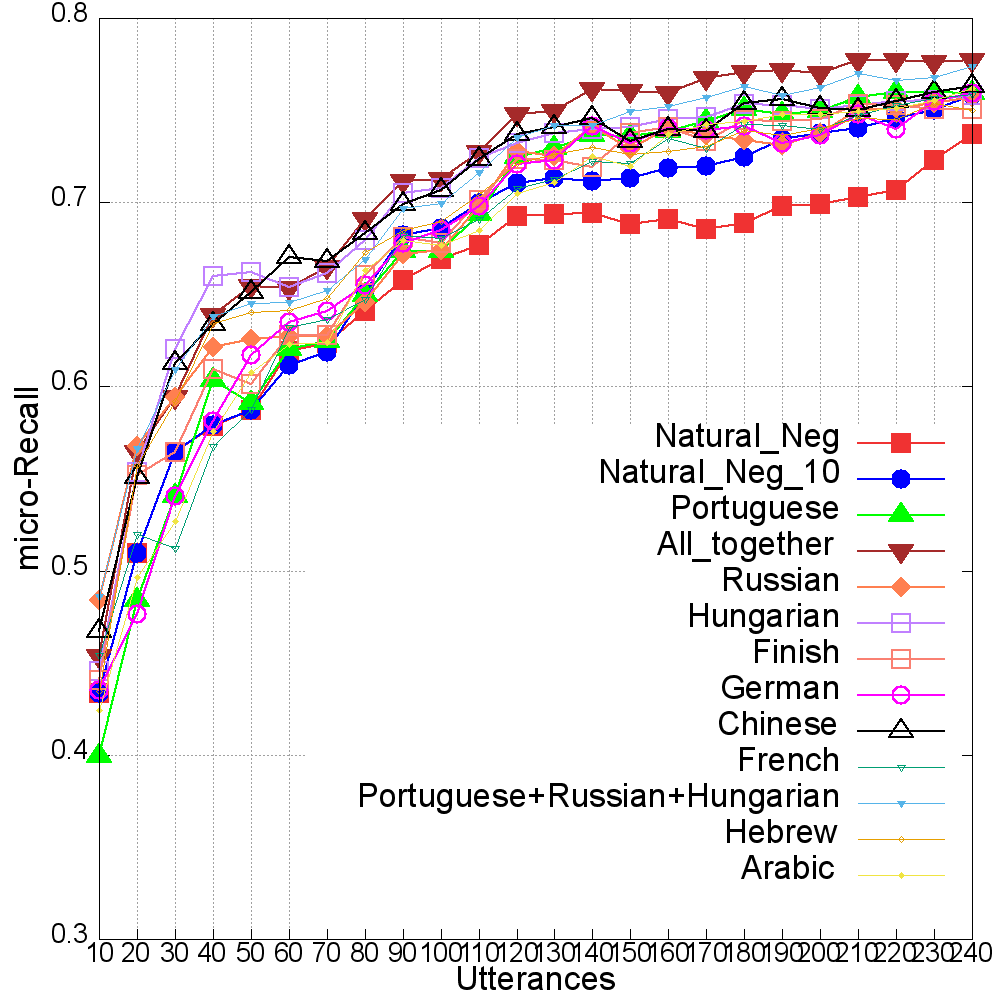 0.8
0.7
0.6
0.5
0.4
0.3
micro-Recall
Natural_Neg
Natural_Neg_10
Portuguese
All_together
Russian
Hungarian
Finish
German
Chinese
French
Portuguese+Russian+Hungarian
Hebrew
Arabic
10 20 30 40 50 60 70 80 90 100 110 120 130 140 150 160 170 180 190 200 210 220 230 240
Utterances